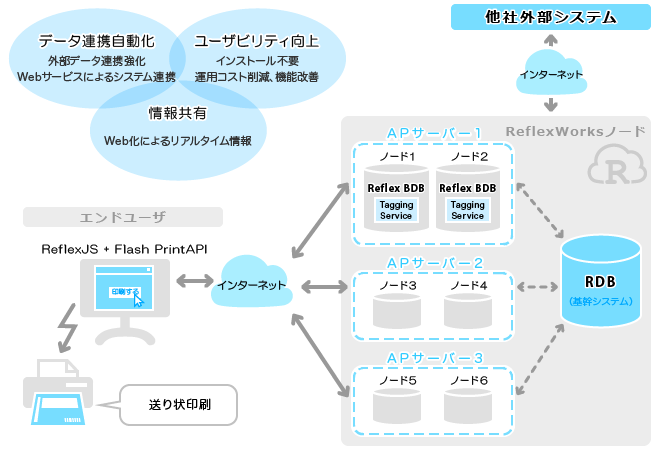 データ連携自動化
外部データ連携強化
Webサービスによるシステム連携
ユーザビリティ向上
インストール不要
運用コスト削減、機能改善
情報共有
Web化によるリアルタイム情報
他社外部システム
インターネット
ReflexWorksノード
R
APサーバー1
ノード1
ノード2
Reflex BDB
Reflex BDB
Tagging
Service
Tagging
Service
エンドユーザ
ReflexJS + Flash PrintAPI
印刷する
インターネット
APサーバー2
ノード3
ノード4
RDB
(基幹システム)
APサーバー3
ノード5
ノード6
送り状印刷